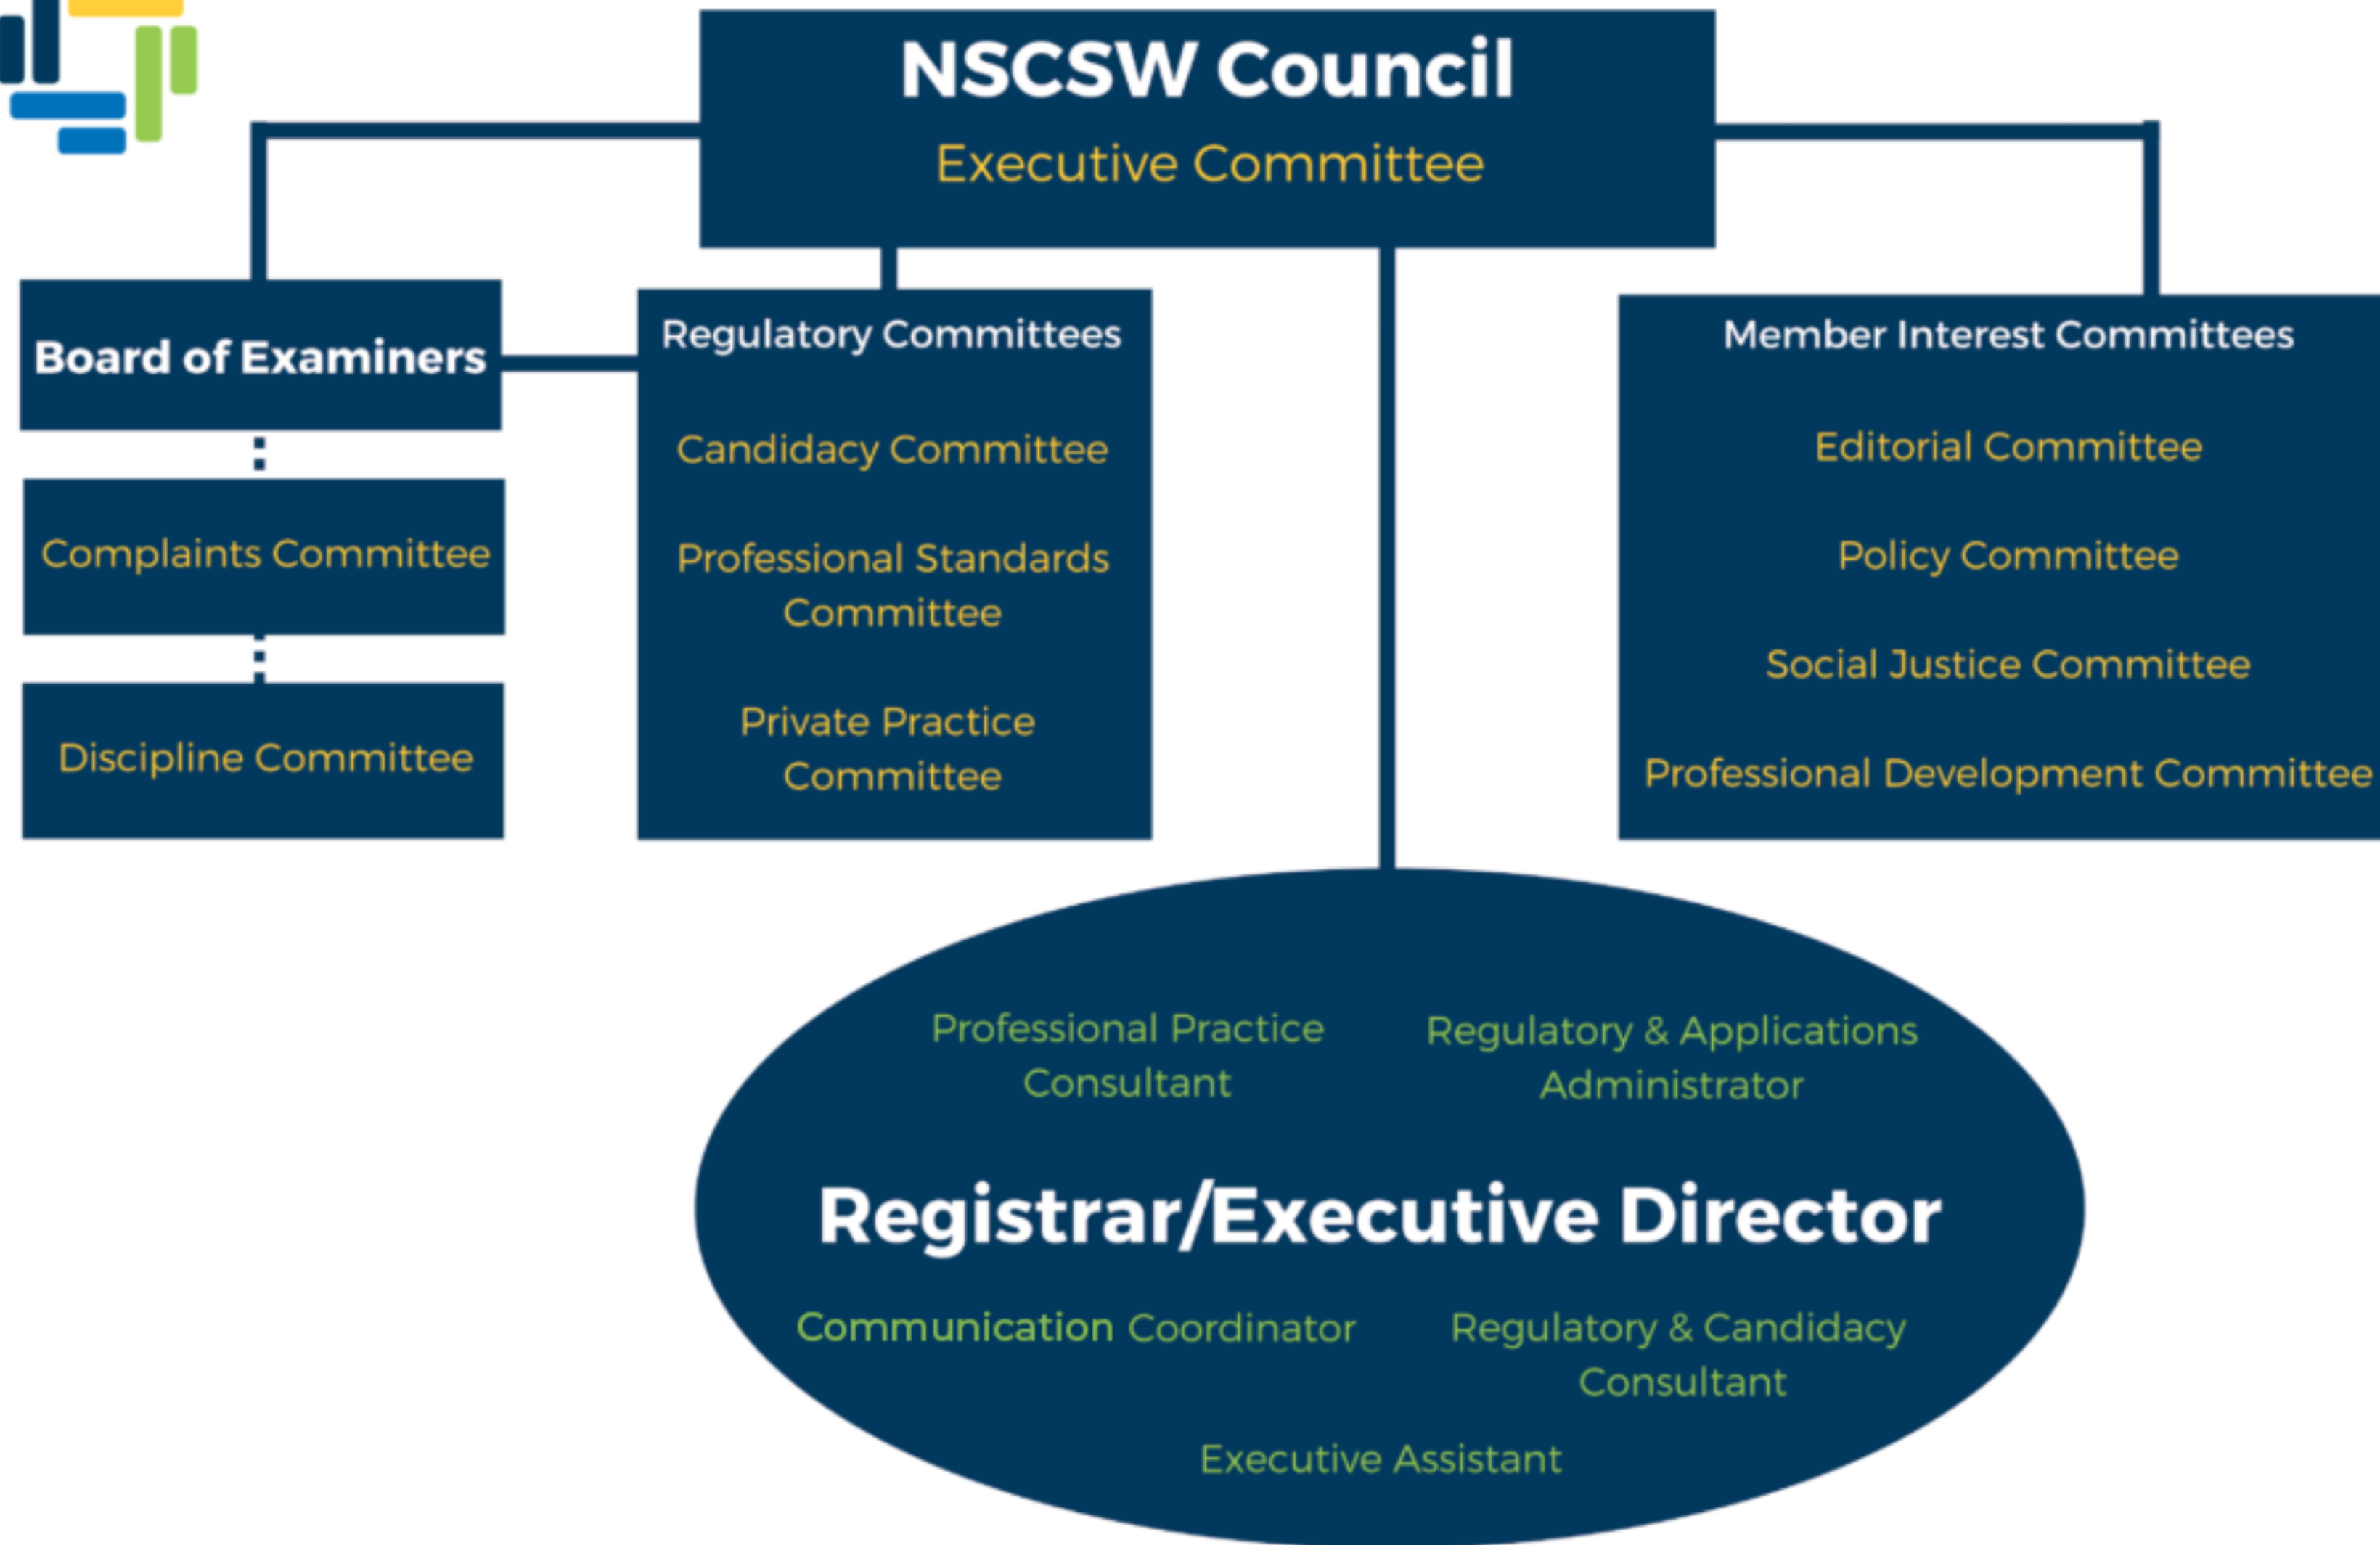 NSCSW Council
Executive Committee
Board of Examiners
Complaints Committee
Discipline Committee
Regulatory Committees
Candidacy Committee
Professional Standards
Committee
Private Practice
Committee
Member Interest Committees
Editorial Committee
Policy Committee
Social Justice Committee
Professional Development Committee
Professional Practice
Consultant
Regulatory & Applications
Administrator
Registrar/Executive Director
Communication Coordinator
Regulatory & Candidacy
Consultant
Executive Assistant